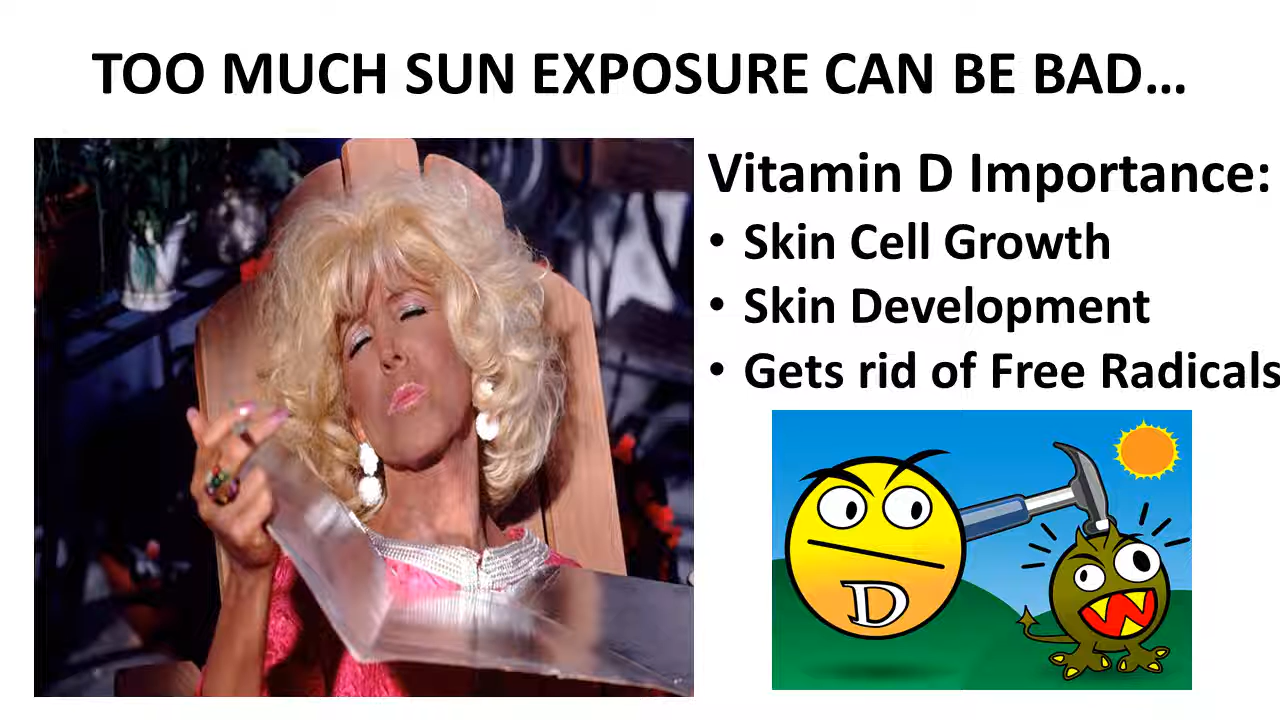 TOO MUCH SUN EXPOSURE CAN BE BAD…
Vitamin D Importance:
• Skin Cell Growth
• Skin Development
• Gets rid of Free Radicals
D